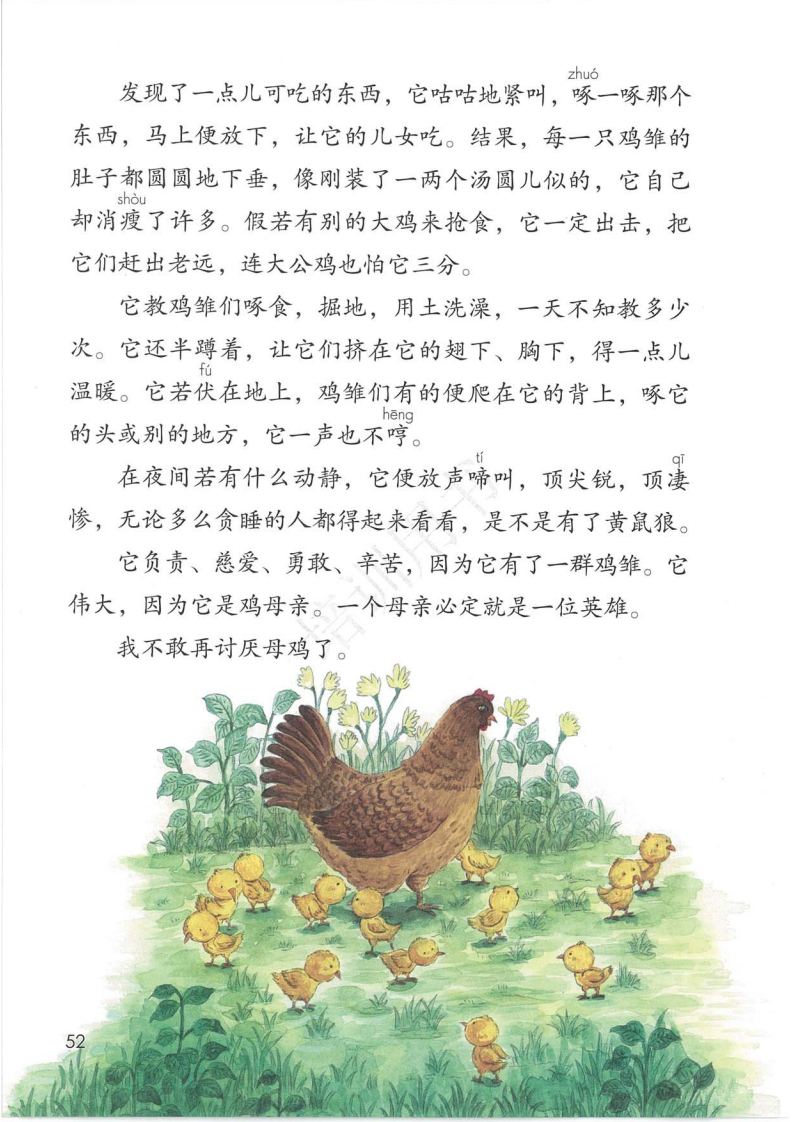 zhuó
发现了一点儿可吃的东西，它咕咕地紧叫，啄一啄那个
东西，马上便放下，让它的儿女吃。结果，每一只鸡雏的
肚子都圆圆地下垂，像刚装了一两个汤圆儿似的，它自己
shòu
却消瘦了许多。假若有别的大鸡来抢食，它一定出击，把
它们赶出老远，连大公鸡也怕它三分。
它教鸡雏们啄食，掘地，用土洗澡，一天不知教多少
次。它还半蹲着，让它们挤在它的翅下、胸下，得一点儿
fú
温暖。它若伏在地上，鸡雏们有的便爬在它的背上，啄它
hēng
的头或别的地方，它一声也不哼。
tí qī
在夜间若有什么动静，它便放声啼叫，顶尖锐，顶凄
惨，无论多么贪睡的人都得起来看看，是不是有了黄鼠狼。
它负责、慈爱、勇敢、辛苦，因为它有了一群鸡雏。它
伟大，因为它是鸡母亲。一个母亲必定就是一位英雄。
我不敢再讨厌母鸡了。
52